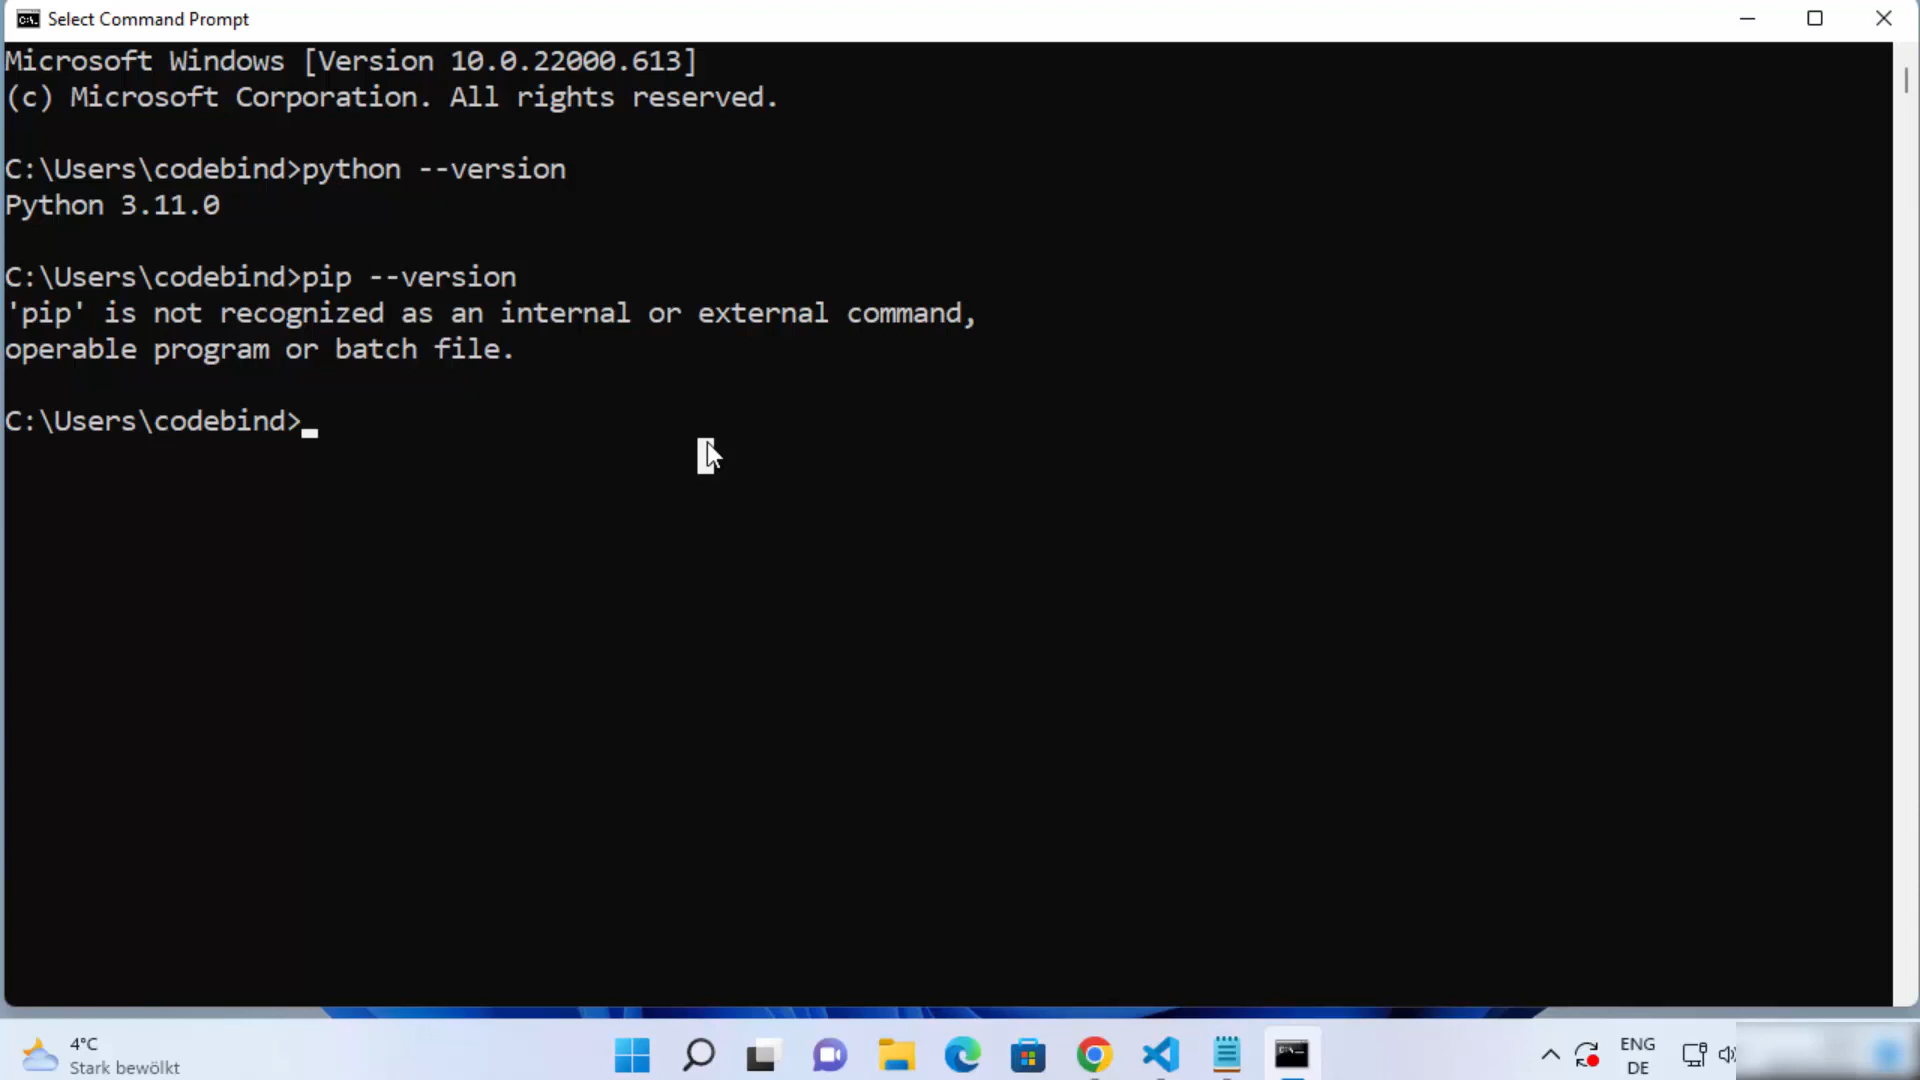 Select Command Prompt
Microsoft Windows [Version 10.0.22000.613]
(c) Microsoft Corporation. All rights reserved.
C:\Users\codebind>python --version
Python 3.11.0
C:\Users\codebind>pip --version
'pip' is not recognized as an internal or external command,
operable program or batch file.
C:\Users\codebind>
4°C
Stark bewölkt
ENG
DE